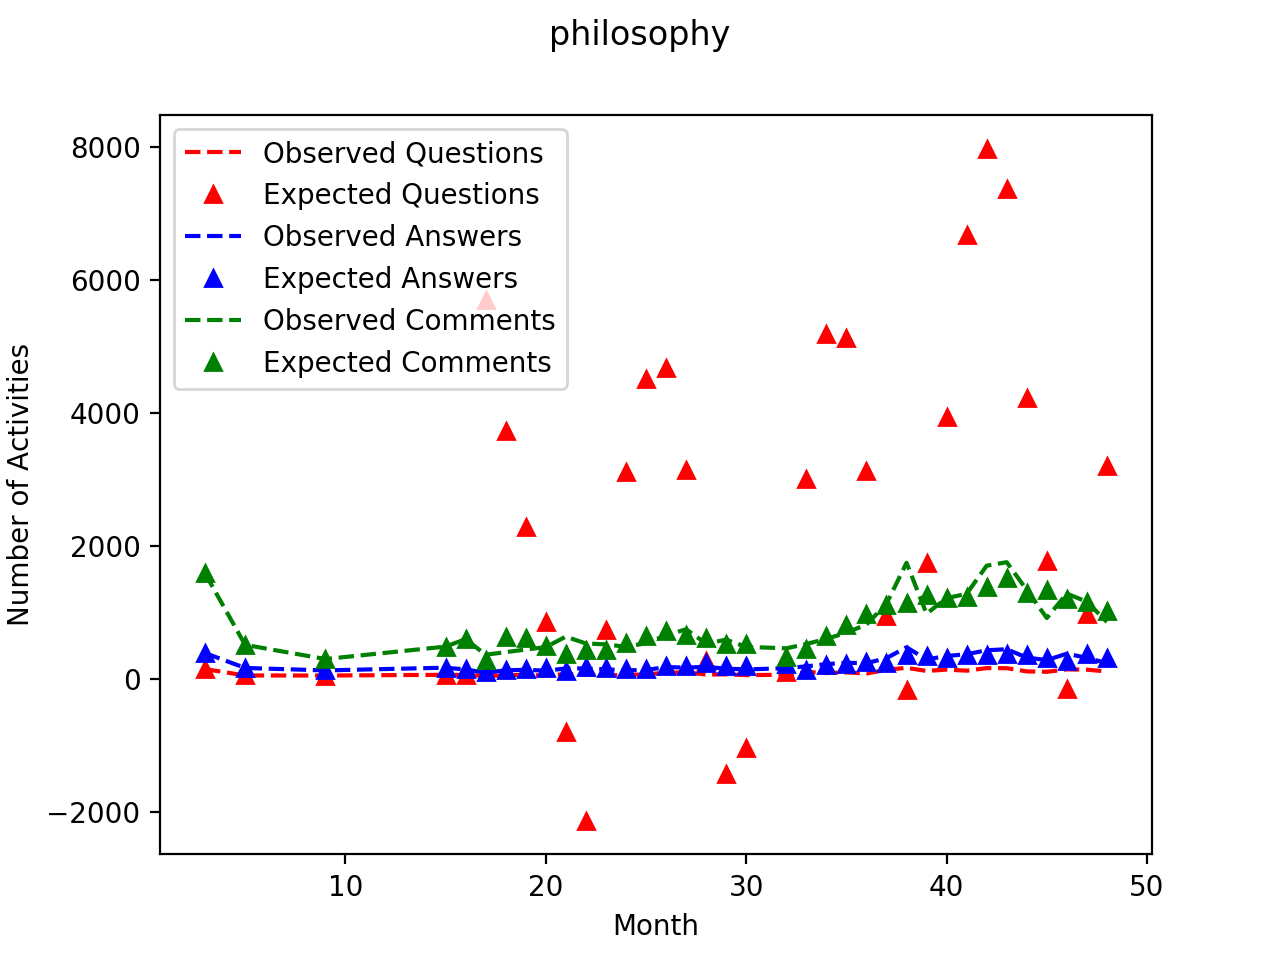 philosophy
Observed Questions
Expected Questions
Observed Answers
Expected Answers
Observed Comments
Expected Comments
8000
6000
4000
2000
0
−2000
Number of Activities
10
20
30
40
50
Month